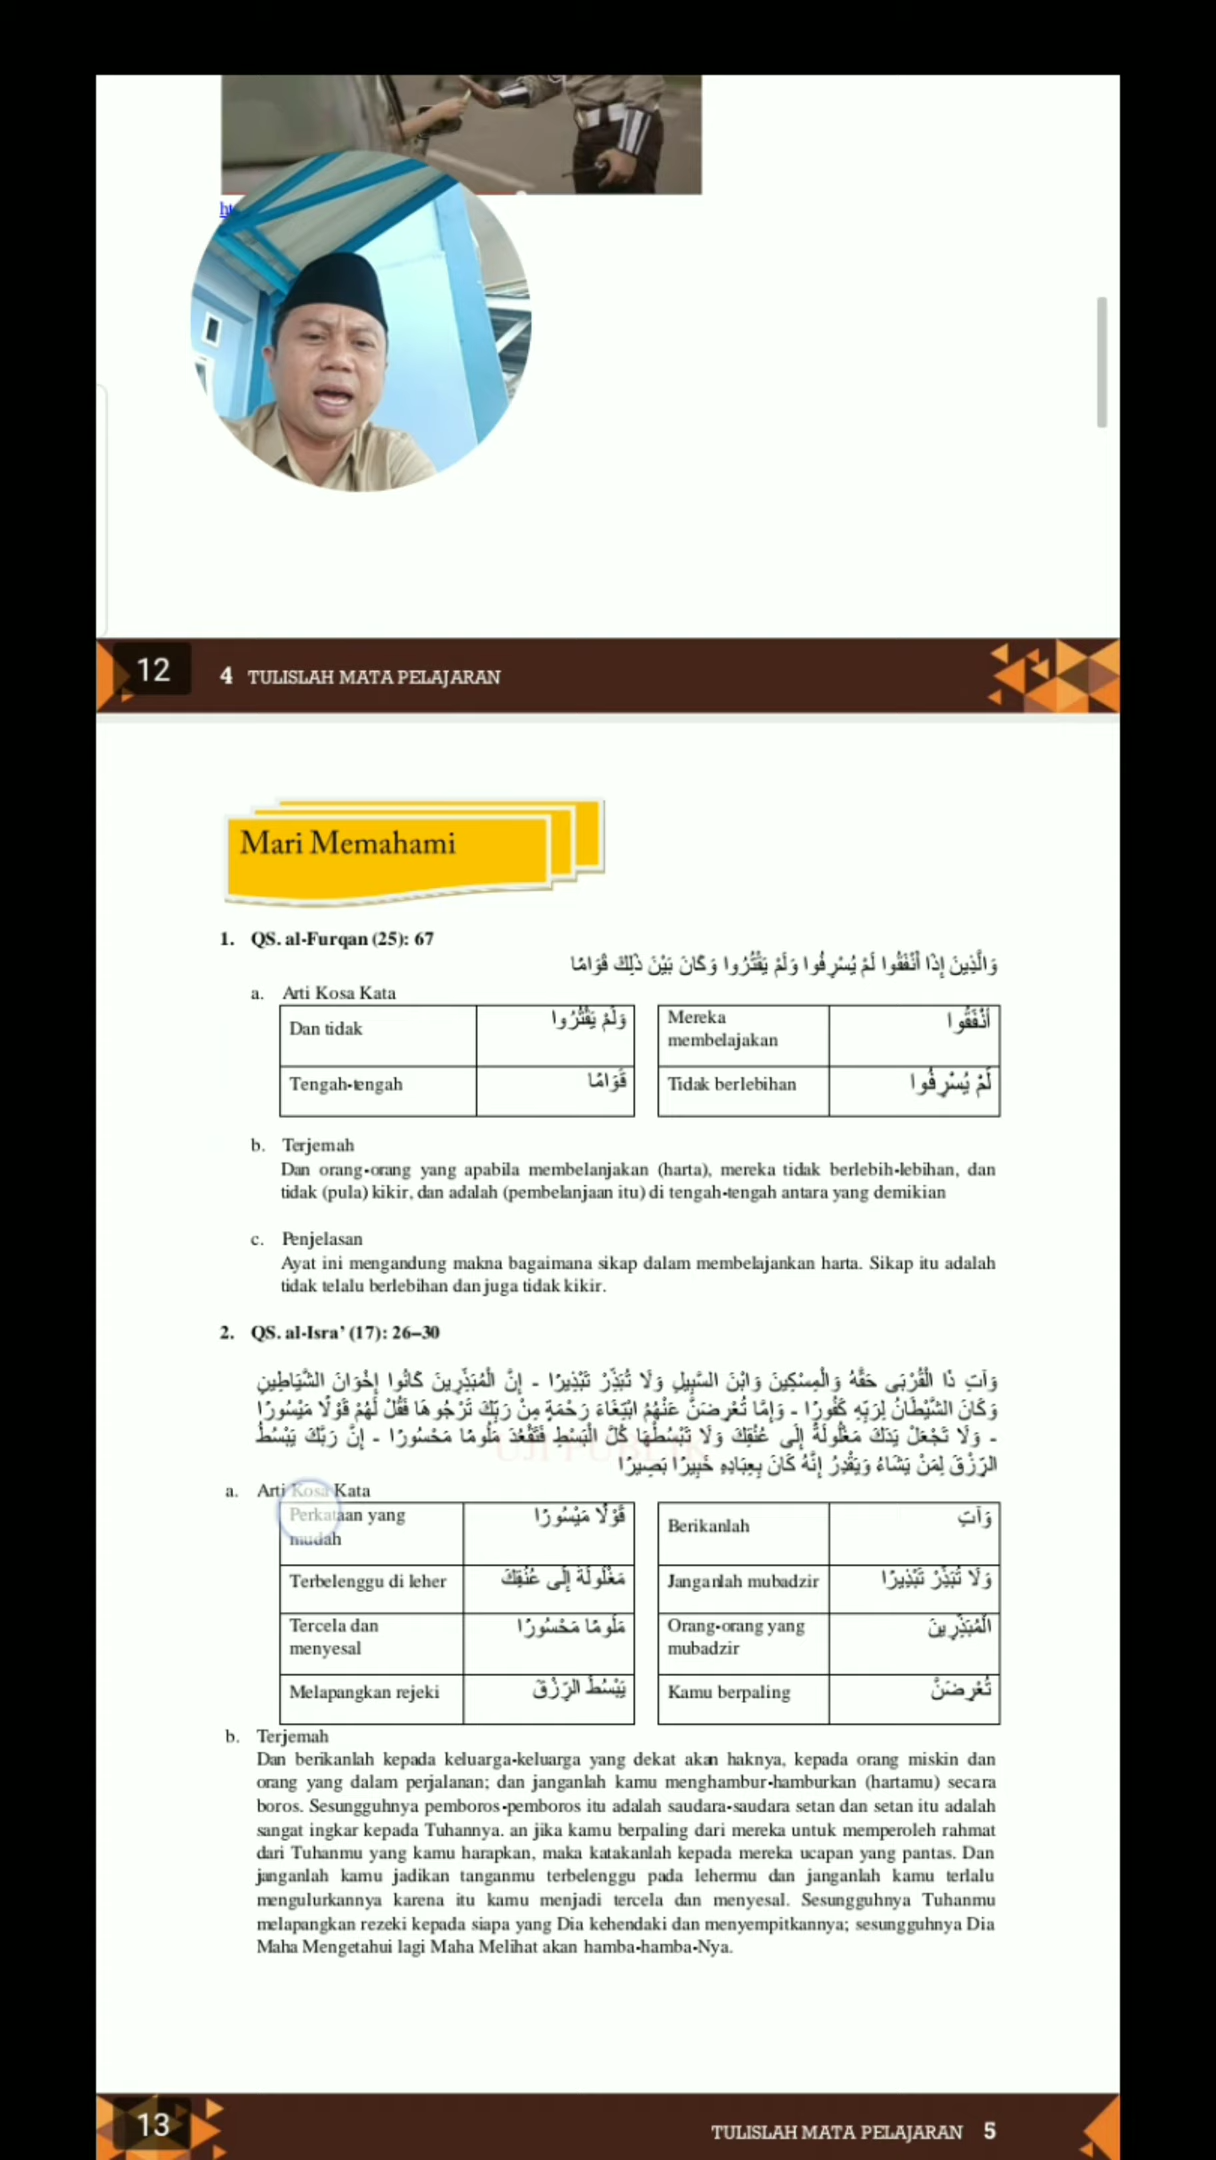 12
4 TULISLAH MATA PELAJARAN
Mari Memahami
1. QS. al-Furqan (25): 67
وَالَّذِينَ إِذَا أَنْفَقُوا لَمْ يُسْرِفُوا وَلَمْ يَقْتُرُوا وَكَانَ بَيْنَ ذَلِكَ قَوَامًا
a. Arti Kosa Kata
Dan tidak وَلَمْ يَقْتُرُوا Mereka membelajakan أَنْفَقُوا
Tengah-tengah قَوَامًا Tidak berlebihan لَمْ يُسْرِفُوا
b. Terjemah
Dan orang-orang yang apabila membelanjakan (harta), mereka tidak berlebih-lebihan, dan
tidak (pula) kikir, dan adalah (pembelanjaan itu) di tengah-tengah antara yang demikian
c. Penjelasan
Ayat ini mengandung makna bagaimana sikap dalam membelajankan harta. Sikap itu adalah
tidak telalu berlebihan dan juga tidak kikir.
2. QS. al-Isra’ (17): 26–30
وَآتِ ذَا الْقُرْبَى حَقَّهُ وَالْمِسْكِينَ وَابْنَ السَّبِيلِ وَلَا تُبَذِّرْ تَبْذِيرًا - إِنَّ الْمُبَذِّرِينَ كَانُوا إِخْوَانَ الشَّيَاطِينِ
وَكَانَ الشَّيْطَانُ لِرَبِّهِ كَفُورًا - وَإِمَّا تُعْرِضَنَّ عَنْهُمُ ابْتِغَاءَ رَحْمَةٍ مِنْ رَبِّكَ تَرْجُوهَا فَقُلْ لَهُمْ قَوْلًا مَيْسُورًا
- وَلَا تَجْعَلْ يَدَكَ مَغْلُولَةً إِلَى عُنُقِكَ وَلَا تَبْسُطْهَا كُلَّ الْبَسْطِ فَتَقْعُدَ مَلُومًا مَحْسُورًا - إِنَّ رَبَّكَ يَبْسُطُ
الرِّزْقَ لِمَنْ يَشَاءُ وَيَقْدِرُ إِنَّهُ كَانَ بِعِبَادِهِ خَبِيرًا بَصِيرًا
UJI PUBLIK
a. Arti Kosa Kata
Perkataan yang mudah قَوْلًا مَيْسُورًا Berikanlah وَآتِ
Terbelenggu di leher مَغْلُولَةً إِلَى عُنُقِكَ Janganlah mubadzir وَلَا تُبَذِّرْ تَبْذِيرًا
Tercela dan menyesal مَلُومًا مَحْسُورًا Orang-orang yang mubadzir الْمُبَذِّرِينَ
Melapangkan rejeki يَبْسُطُ الرِّزْقَ Kamu berpaling تُعْرِضَنَّ
b. Terjemah
Dan berikanlah kepada keluarga-keluarga yang dekat akan haknya, kepada orang miskin dan
orang yang dalam perjalanan; dan janganlah kamu menghambur-hamburkan (hartamu) secara
boros. Sesungguhnya pemboros-pemboros itu adalah saudara-saudara setan dan setan itu adalah
sangat ingkar kepada Tuhannya. an jika kamu berpaling dari mereka untuk memperoleh rahmat
dari Tuhanmu yang kamu harapkan, maka katakanlah kepada mereka ucapan yang pantas. Dan
janganlah kamu jadikan tanganmu terbelenggu pada lehermu dan janganlah kamu terlalu
mengulurkannya karena itu kamu menjadi tercela dan menyesal. Sesungguhnya Tuhanmu
melapangkan rezeki kepada siapa yang Dia kehendaki dan menyempitkannya; sesungguhnya Dia
Maha Mengetahui lagi Maha Melihat akan hamba-hamba-Nya.
13
TULISLAH MATA PELAJARAN 5